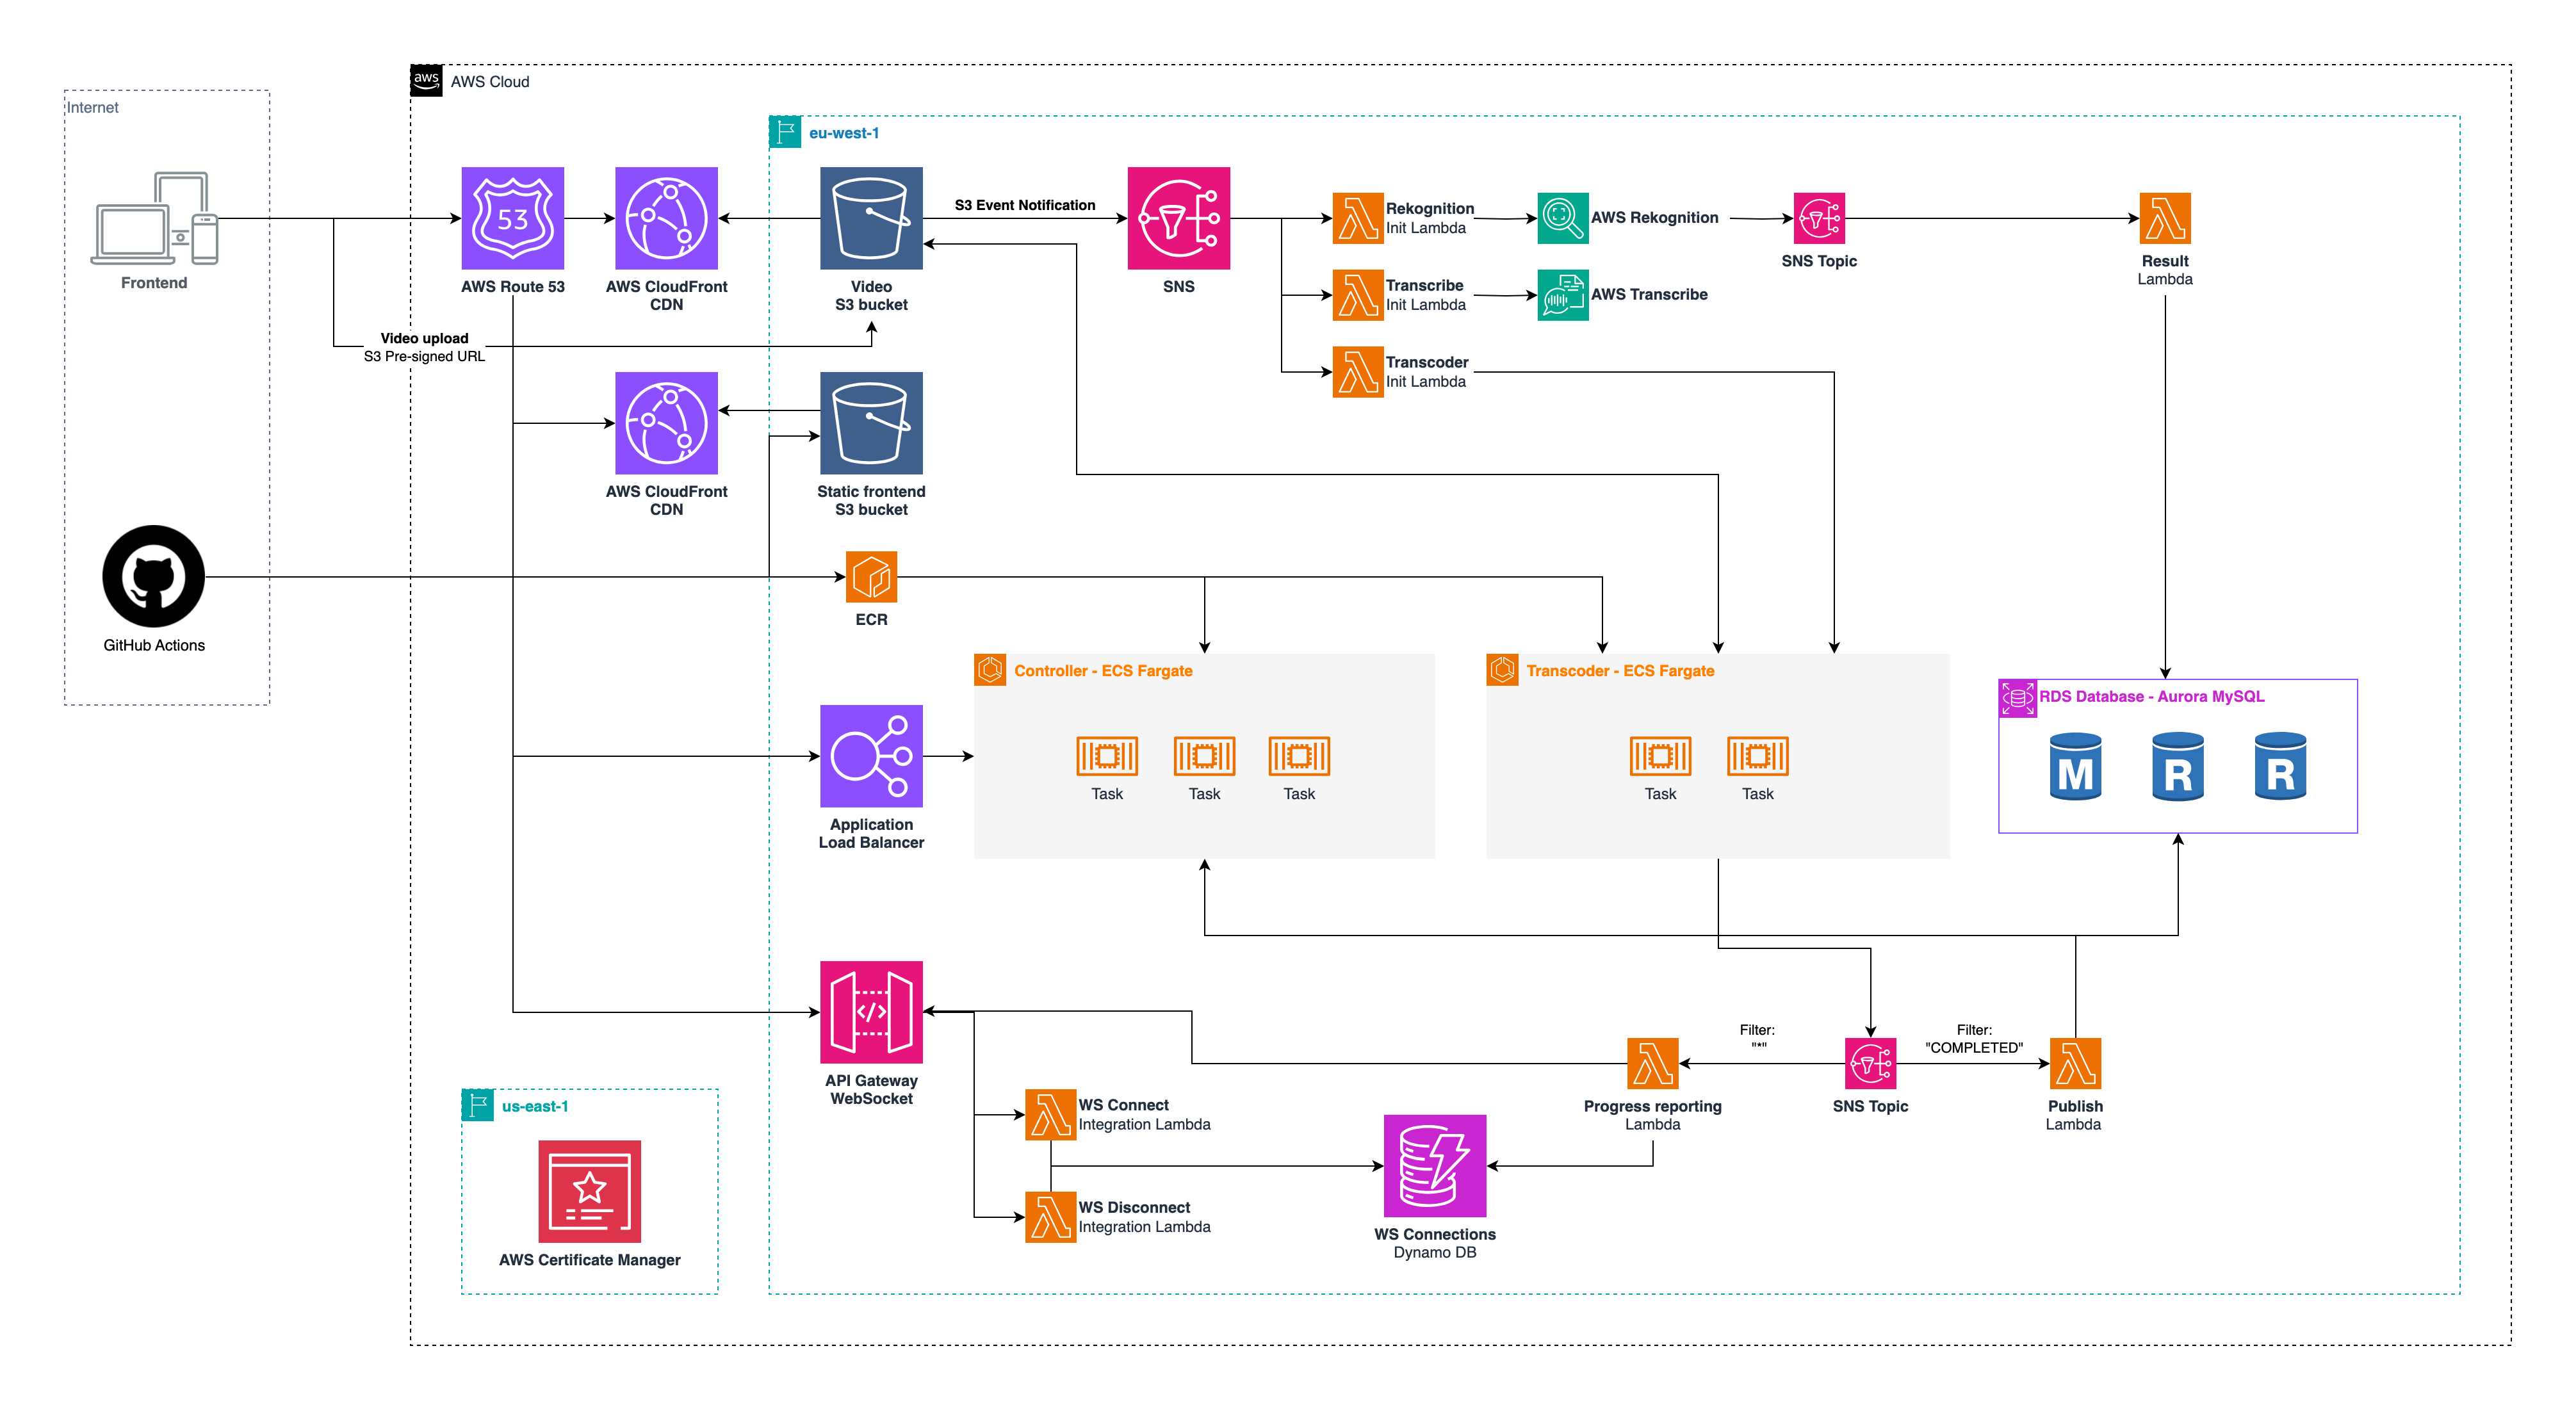 aws
AWS Cloud
Internet
eu-west-1
Frontend
53
AWS Route 53
AWS CloudFront
CDN
Video
S3 bucket
S3 Event Notification
SNS
Rekognition
Init Lambda
AWS Rekognition
SNS Topic
Result
Lambda
Transcribe
Init Lambda
AWS Transcribe
Video upload
S3 Pre-signed URL
Transcoder
Init Lambda
AWS CloudFront
CDN
Static frontend
S3 bucket
GitHub Actions
ECR
Controller - ECS Fargate
Task
Task
Task
Transcoder - ECS Fargate
Task
Task
RDS Database - Aurora MySQL
M
R
R
Application
Load Balancer
</>
API Gateway
WebSocket
Filter:
"*"
Filter:
"COMPLETED"
Progress reporting
Lambda
SNS Topic
Publish
Lambda
us-east-1
AWS Certificate Manager
WS Connect
Integration Lambda
WS Disconnect
Integration Lambda
WS Connections
Dynamo DB